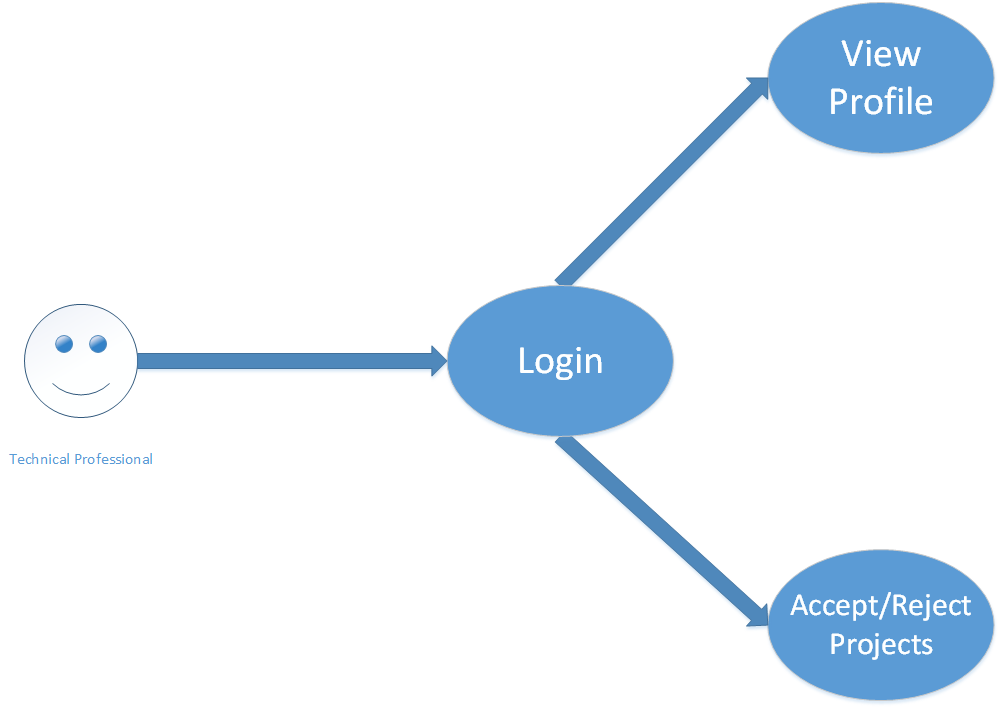 View
Profile
Login
Technical Professional
Accept/Reject
Projects